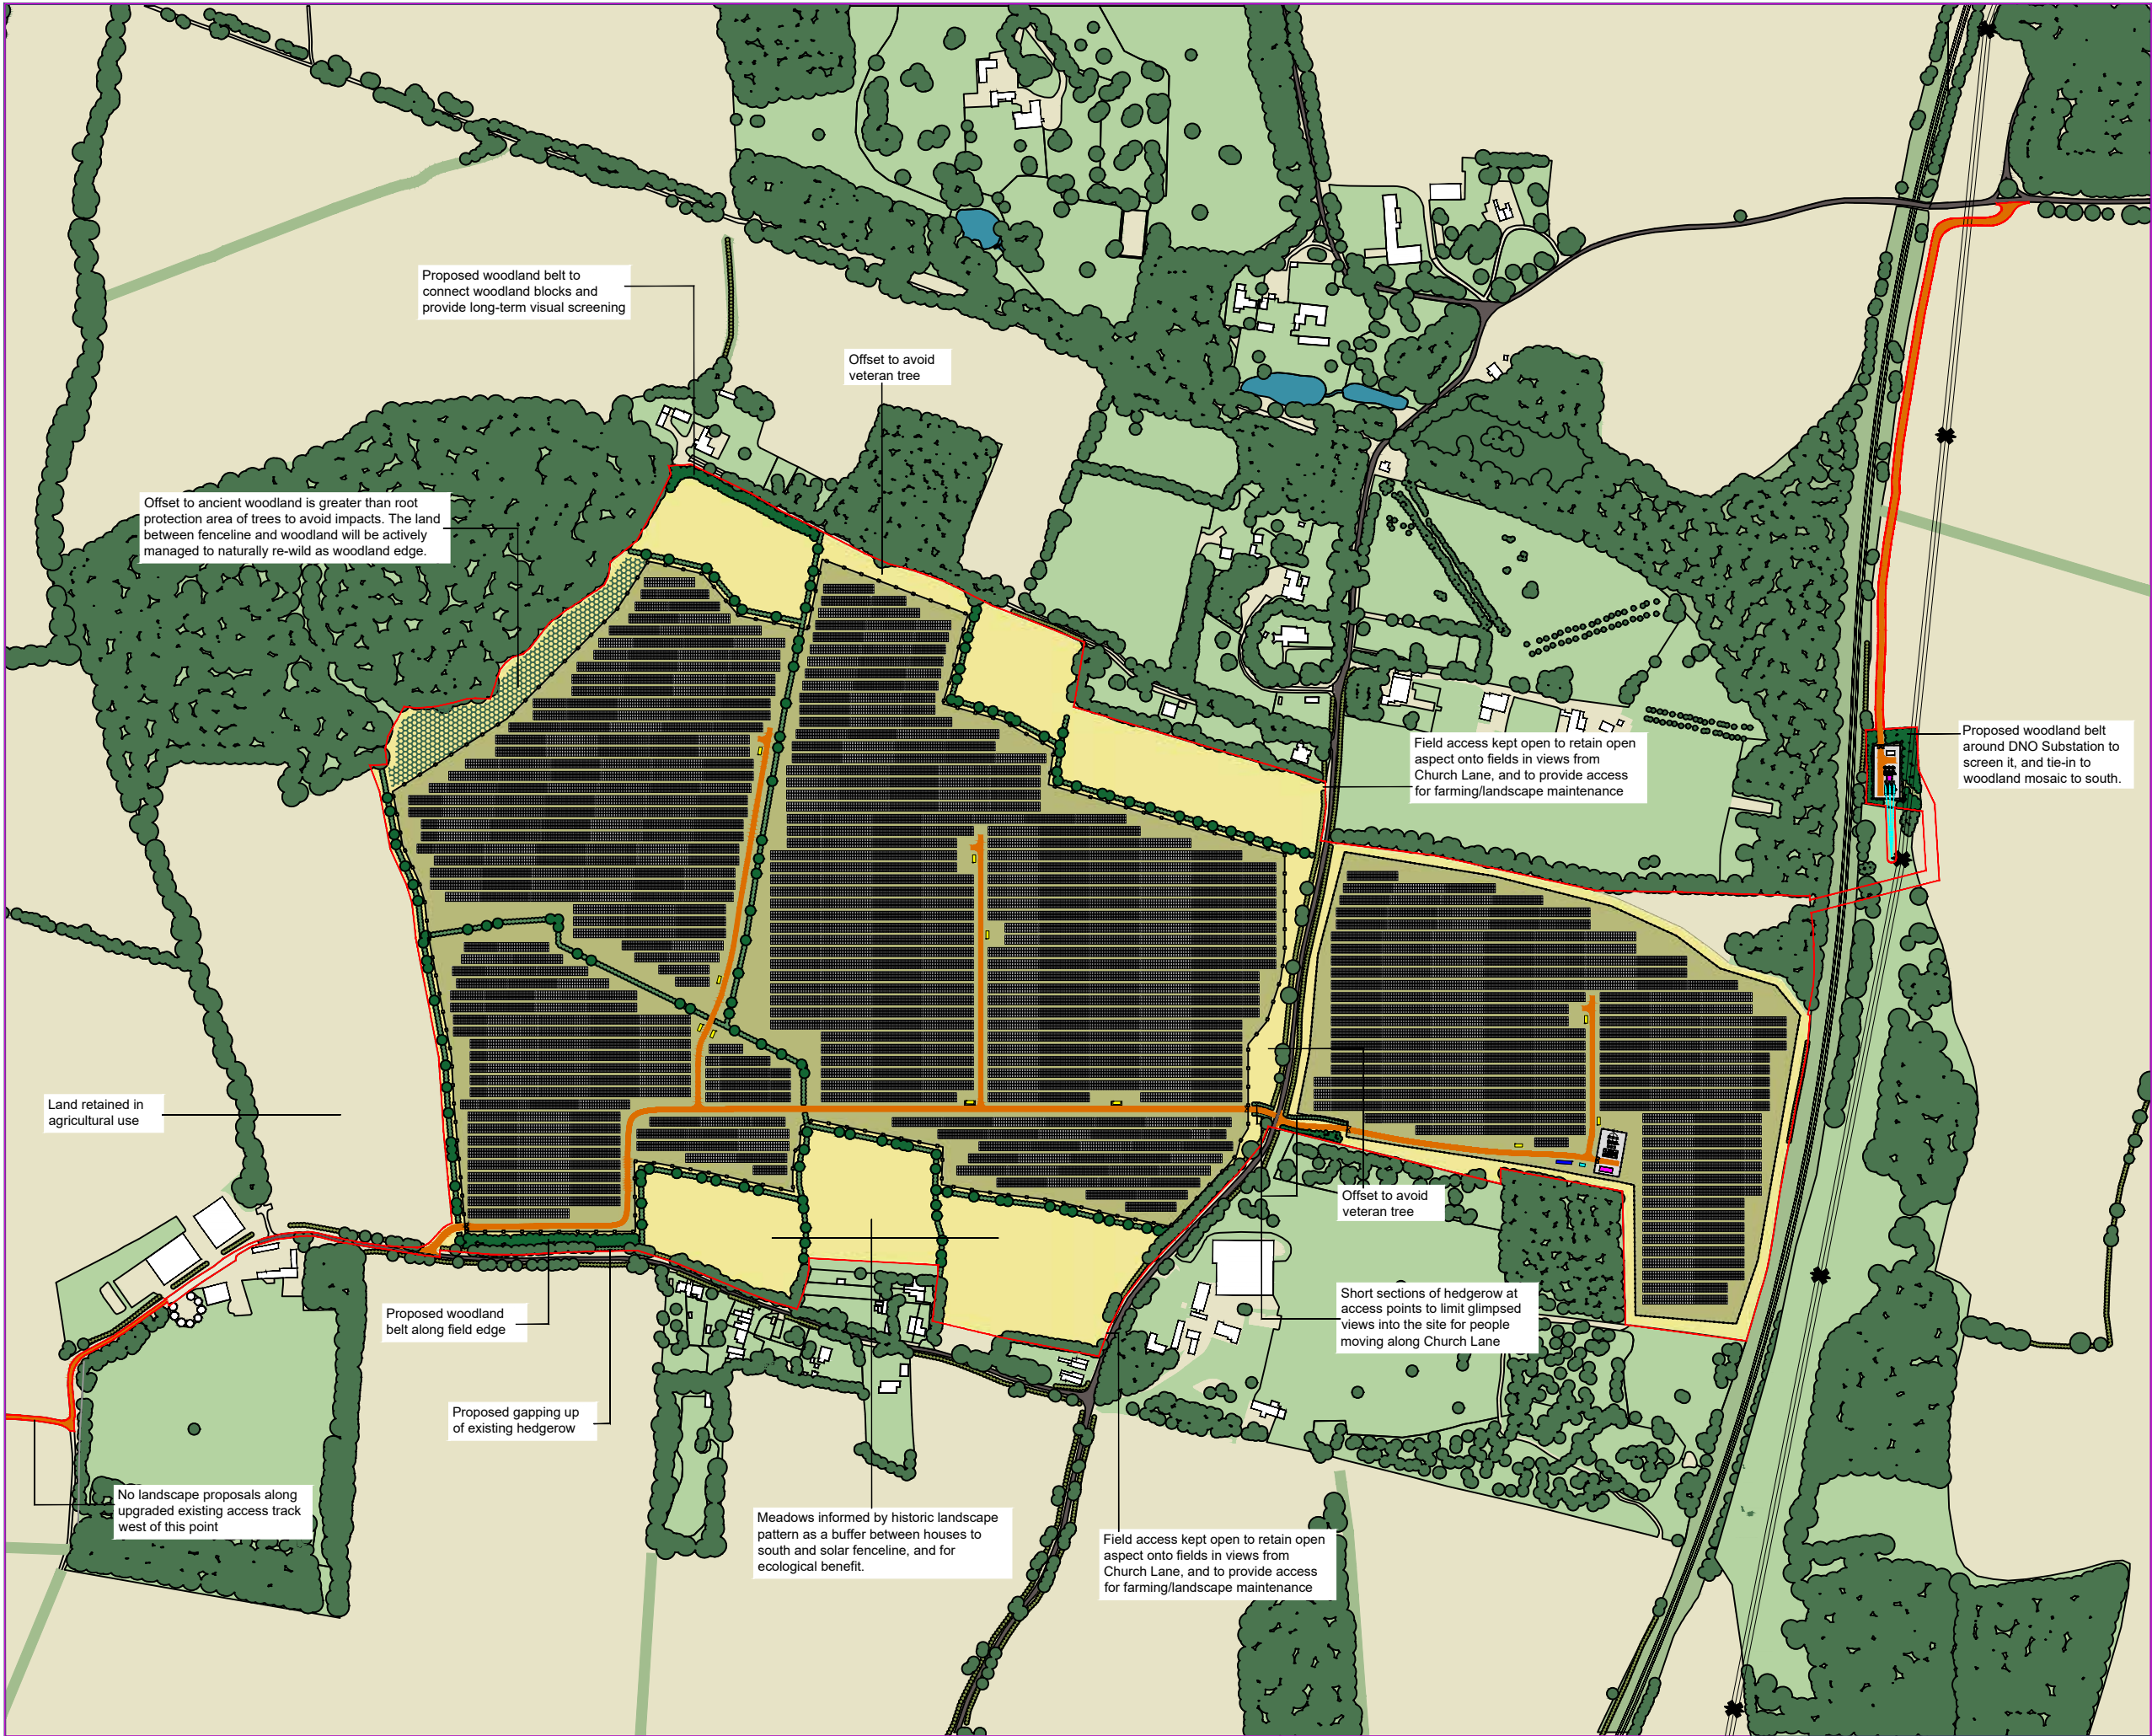 Proposed woodland belt to
connect woodland blocks and
provide long-term visual screening
Offset to avoid
veteran tree
Offset to ancient woodland is greater than root
protection area of trees to avoid impacts. The land
between fenceline and woodland will be actively
managed to naturally re-wild as woodland edge.
Proposed woodland belt
around DNO Substation to
screen it, and tie-in to
woodland mosaic to south.
Field access kept open to retain open
aspect onto fields in views from
Church Lane, and to provide access
for farming/landscape maintenance
Land retained in
agricultural use
Offset to avoid
veteran tree
Short sections of hedgerow at
access points to limit glimpsed
views into the site for people
moving along Church Lane
Proposed woodland
belt along field edge
Proposed gapping up
of existing hedgerow
No landscape proposals along
upgraded existing access track
west of this point
Meadows informed by historic landscape
pattern as a buffer between houses to
south and solar fenceline, and for
ecological benefit.
Field access kept open to retain open
aspect onto fields in views from
Church Lane, and to provide access
for farming/landscape maintenance